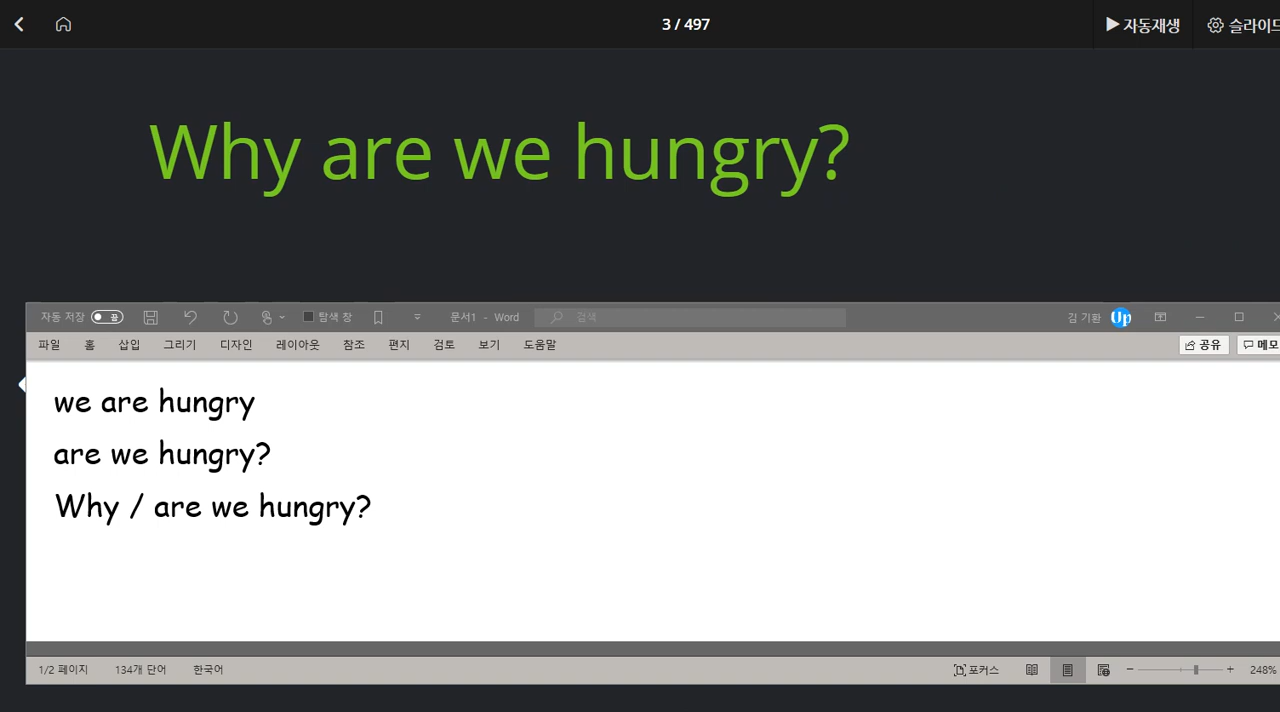 3 / 497
▶ 자동재생
슬라이드
Why are we hungry?
자동 저장 끔
탐색 창
문서1 - Word
검색
김 기환
Up
파일 홈 삽입 그리기 디자인 레이아웃 참조 편지 검토 보기 도움말
공유
메모
we are hungry
are we hungry?
Why / are we hungry?
1/2 페이지 134개 단어 한국어
포커스
248%